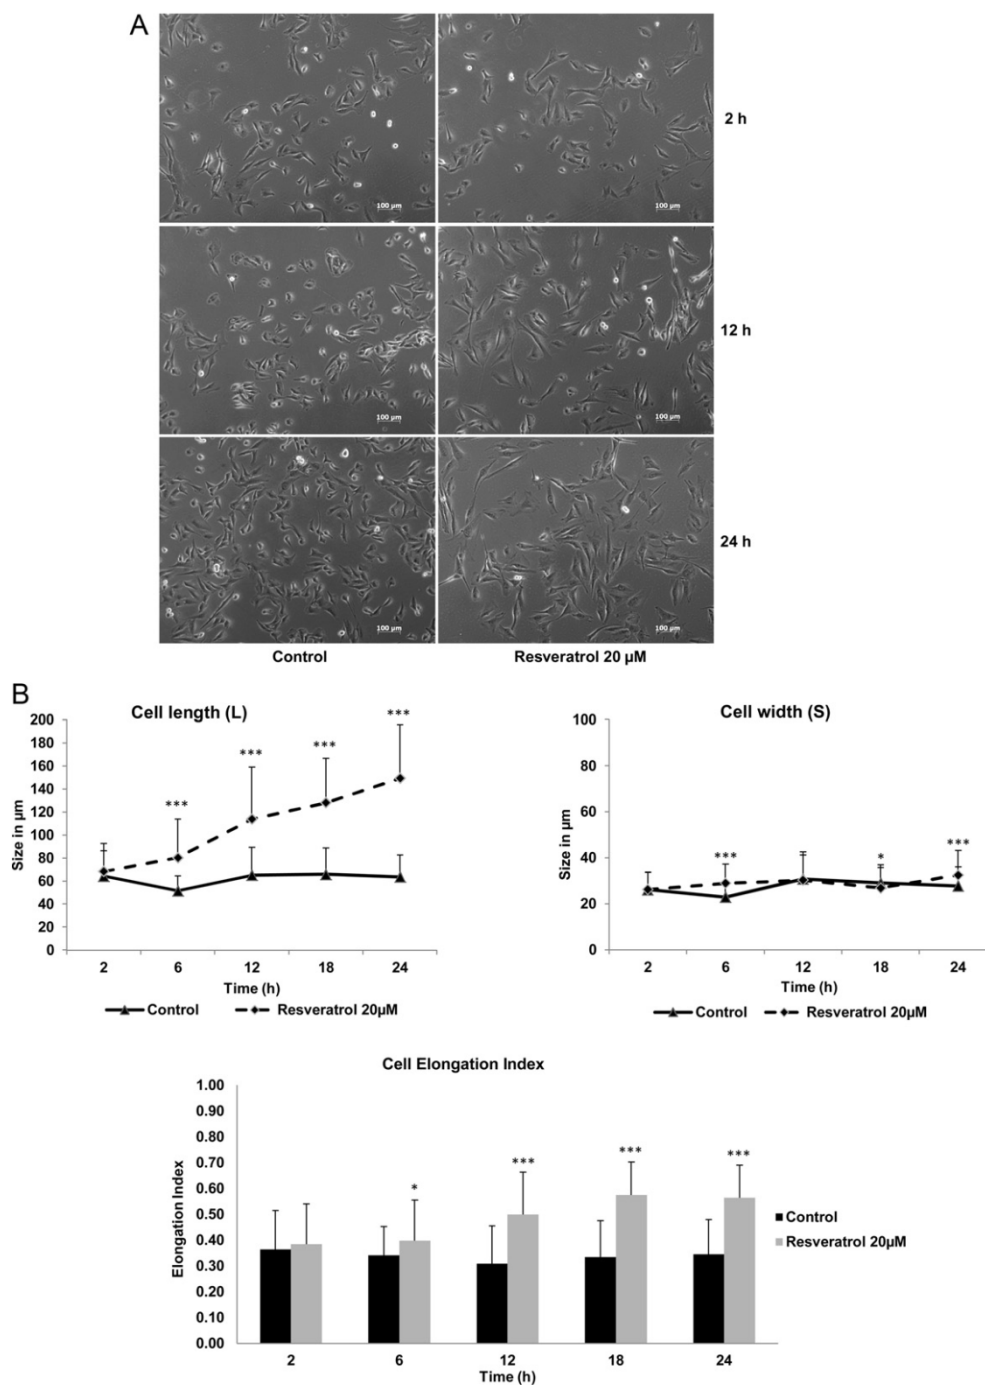 A
100 µm
100 µm
2 h
100 µm
100 µm
12 h
100 µm
100 µm
24 h
Control
Resveratrol 20 µM
B
Cell length (L)
200
180
160
140
120
100
80
60
40
20
0
Size in µm
***
***
***
***
2
6
12
18
24
Time (h)
Control
Resveratrol 20µM
Cell width (S)
100
80
60
40
20
0
Size in µm
***
*
***
2
6
12
18
24
Time (h)
Control
Resveratrol 20µM
Cell Elongation Index
1.00
0.90
0.80
0.70
0.60
0.50
0.40
0.30
0.20
0.10
0.00
Elongation Index
*
***
***
***
2
6
12
18
24
Time (h)
Control
Resveratrol 20µM